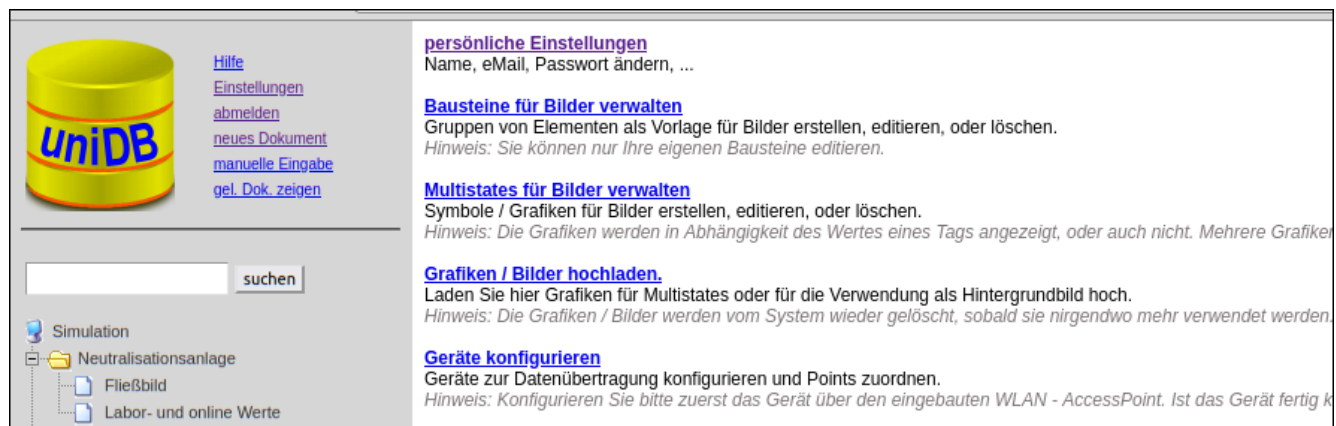 uniDB
Hilfe
Einstellungen
abmelden
neues Dokument
manuelle Eingabe
gel. Dok. zeigen
suchen
Simulation
Neutralisationsanlage
Fließbild
Labor- und online Werte
persönliche Einstellungen
Name, eMail, Passwort ändern, ...
Bausteine für Bilder verwalten
Gruppen von Elementen als Vorlage für Bilder erstellen, editieren, oder löschen.
Hinweis: Sie können nur Ihre eigenen Bausteine editieren.
Multistates für Bilder verwalten
Symbole / Grafiken für Bilder erstellen, editieren, oder löschen.
Hinweis: Die Grafiken werden in Abhängigkeit des Wertes eines Tags angezeigt, oder auch nicht. Mehrere Grafiken
Grafiken / Bilder hochladen.
Laden Sie hier Grafiken für Multistates oder für die Verwendung als Hintergrundbild hoch.
Hinweis: Die Grafiken / Bilder werden vom System wieder gelöscht, sobald sie nirgendwo mehr verwendet werden.
Geräte konfigurieren
Geräte zur Datenübertragung konfigurieren und Points zuordnen.
Hinweis: Konfigurieren Sie bitte zuerst das Gerät über den eingebauten WLAN - AccessPoint. Ist das Gerät fertig k